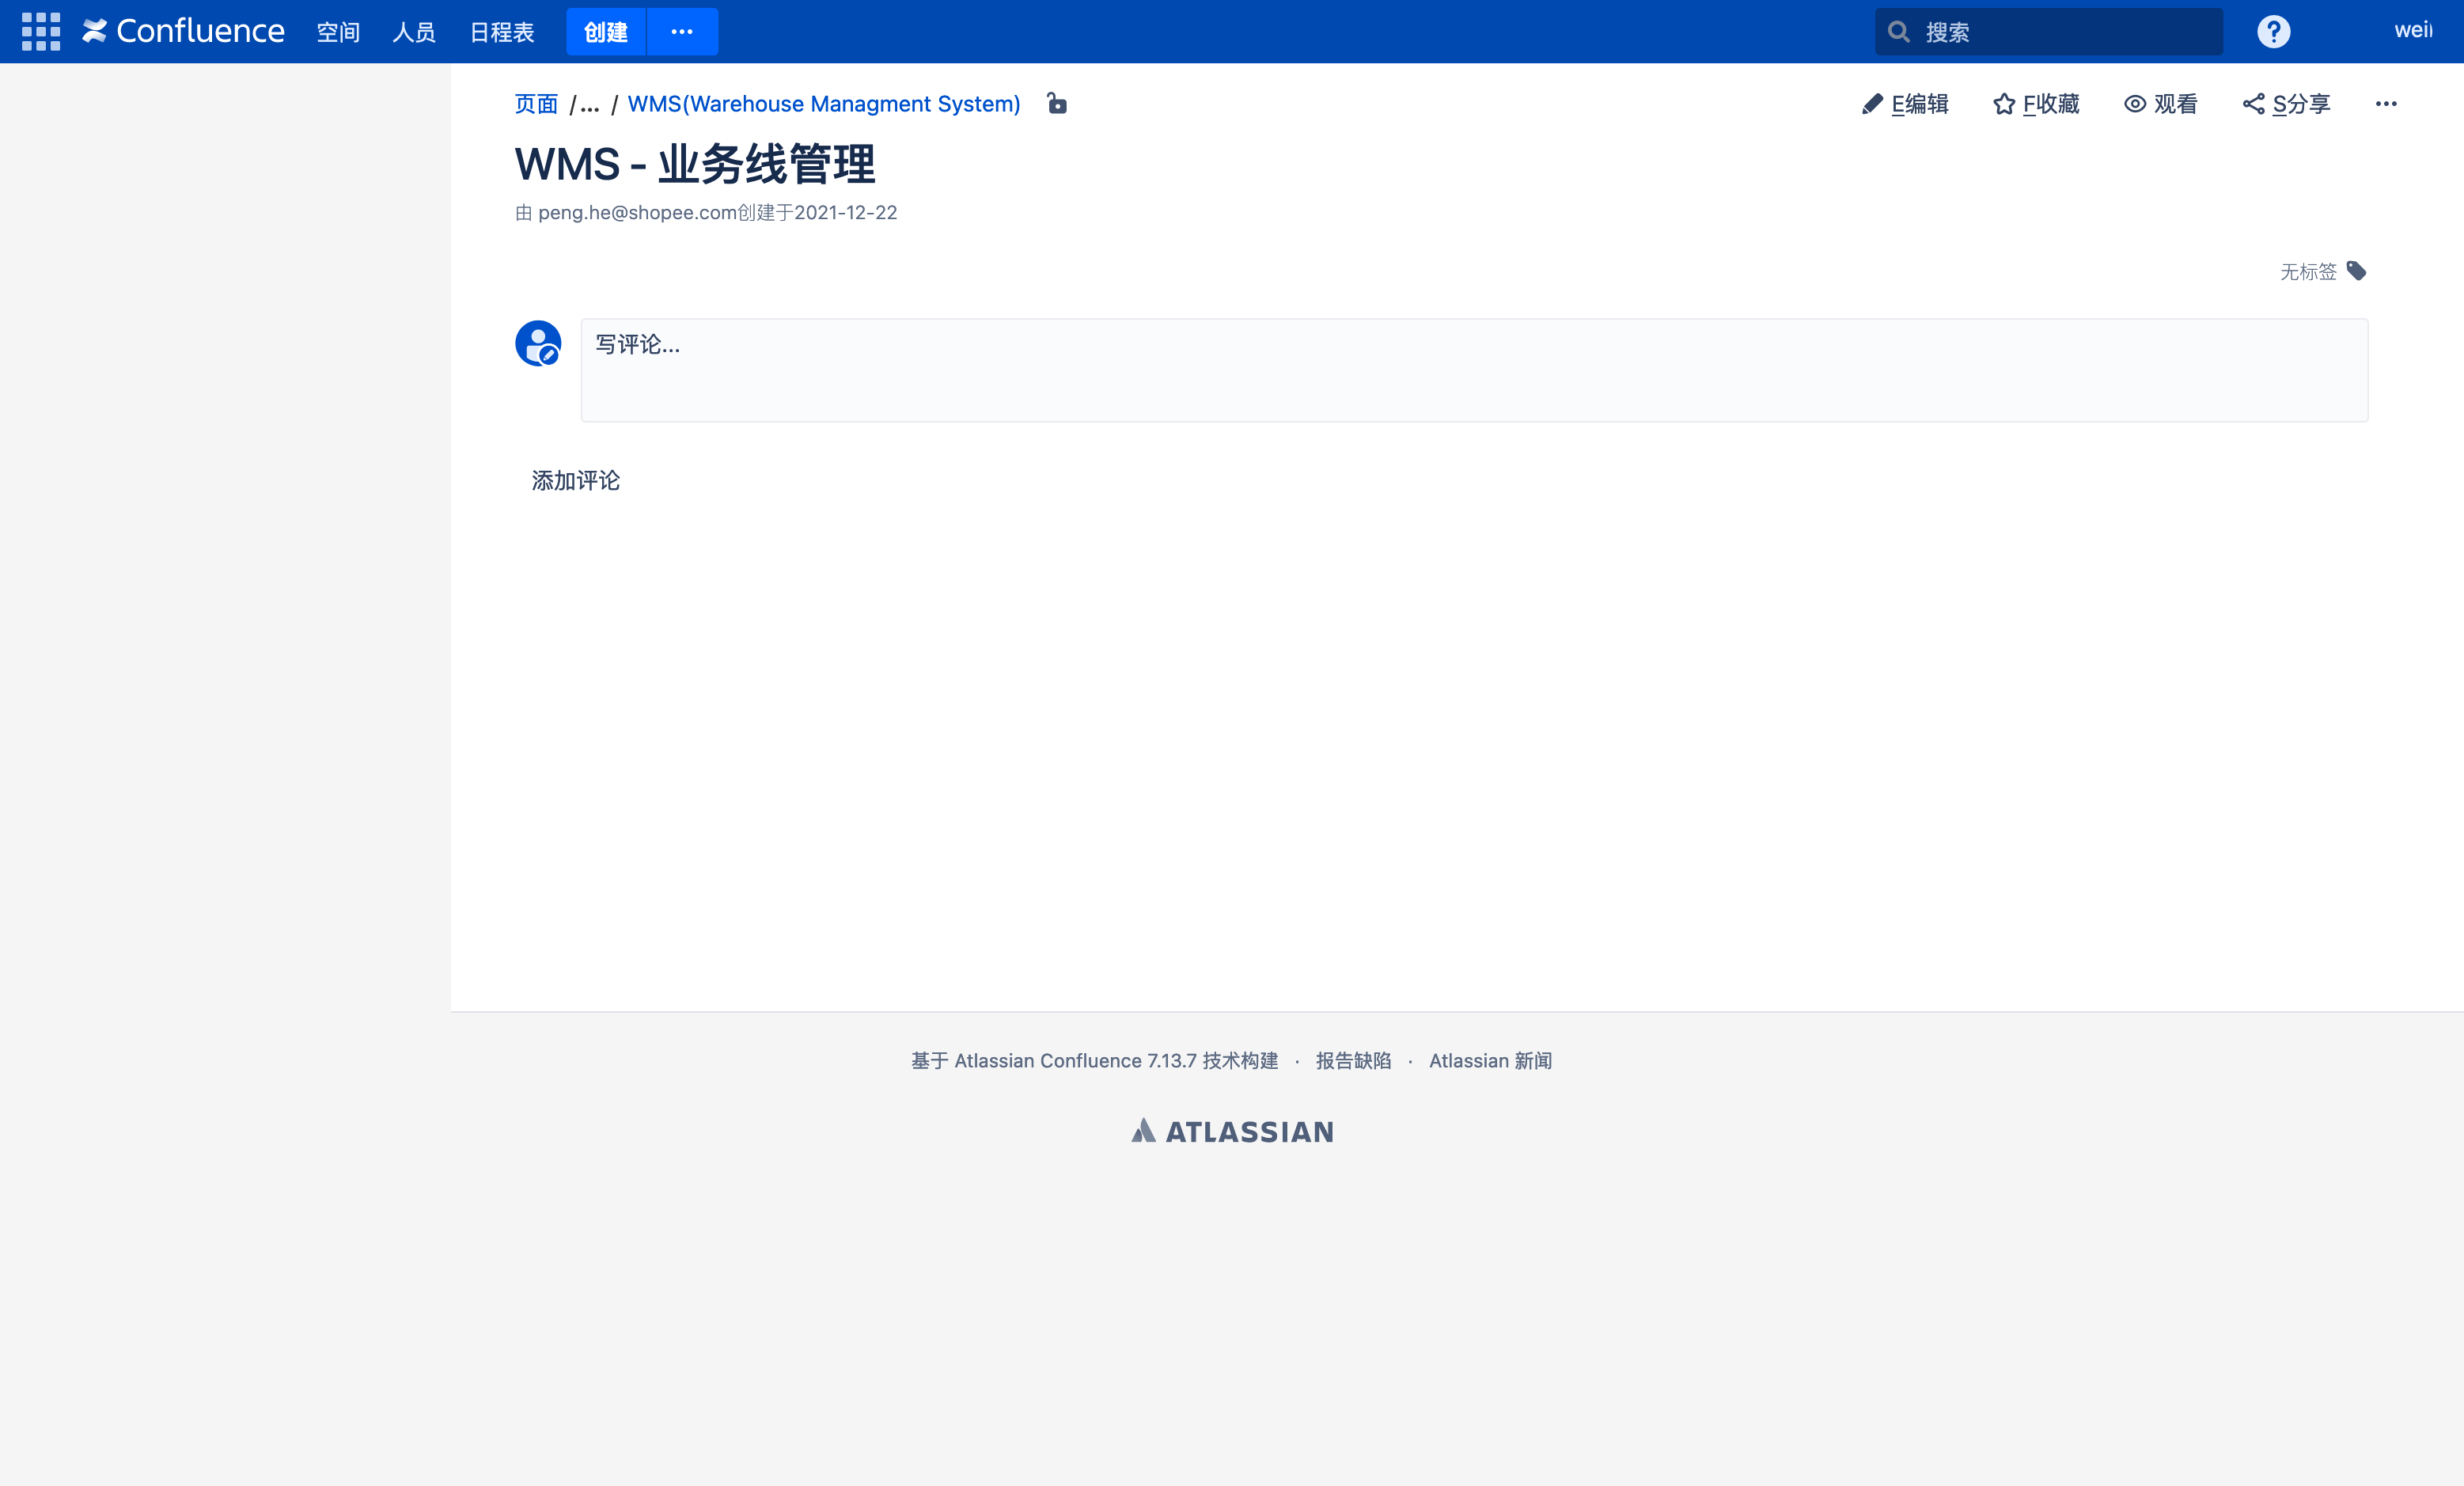 Confluence 空间 人员 日程表 创建 ··· 搜索 ?
页面 /... / WMS(Warehouse Managment System) E编辑 F收藏 观看 S分享 ···
WMS - 业务线管理
由 peng.he@shopee.com创建于2021-12-22
无标签
写评论...
添加评论
基于 Atlassian Confluence 7.13.7 技术构建 · 报告缺陷 · Atlassian 新闻
ATLASSIAN